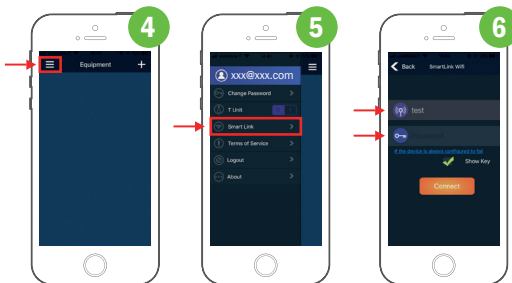 4
Equipment
5
xxx@xxx.com
Change Password
T Unit
Smart Link
Terms of Service
Logout
About
6
Back SmartLink Wifi
test
If the device is always configured to fail
Show Key
Connect